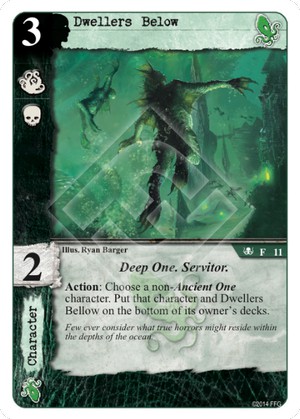 3
Dwellers Below
Illus. Ryan Barger
F 11
2
Deep One. Servitor.
Action: Choose a non-Ancient One
character. Put that character and Dwellers
Bellow on the bottom of its owner's decks.
Few ever consider what true horrors might reside within
the depths of the ocean.
Character
©2014 FFG